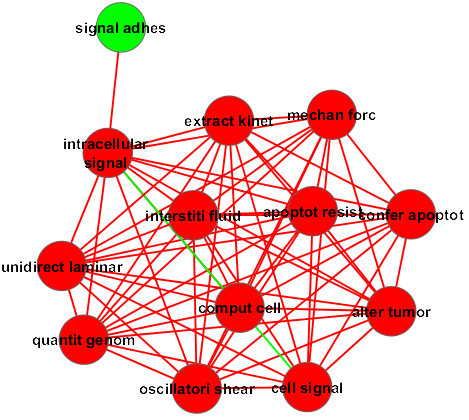 signal adhes
extract kinet
mechan forc
intracellular
signal
interstiti fluid
apoptot resist
confer apoptot
unidirect laminar
comput cell
alter tumor
quantit genom
oscillatori shear
cell signal